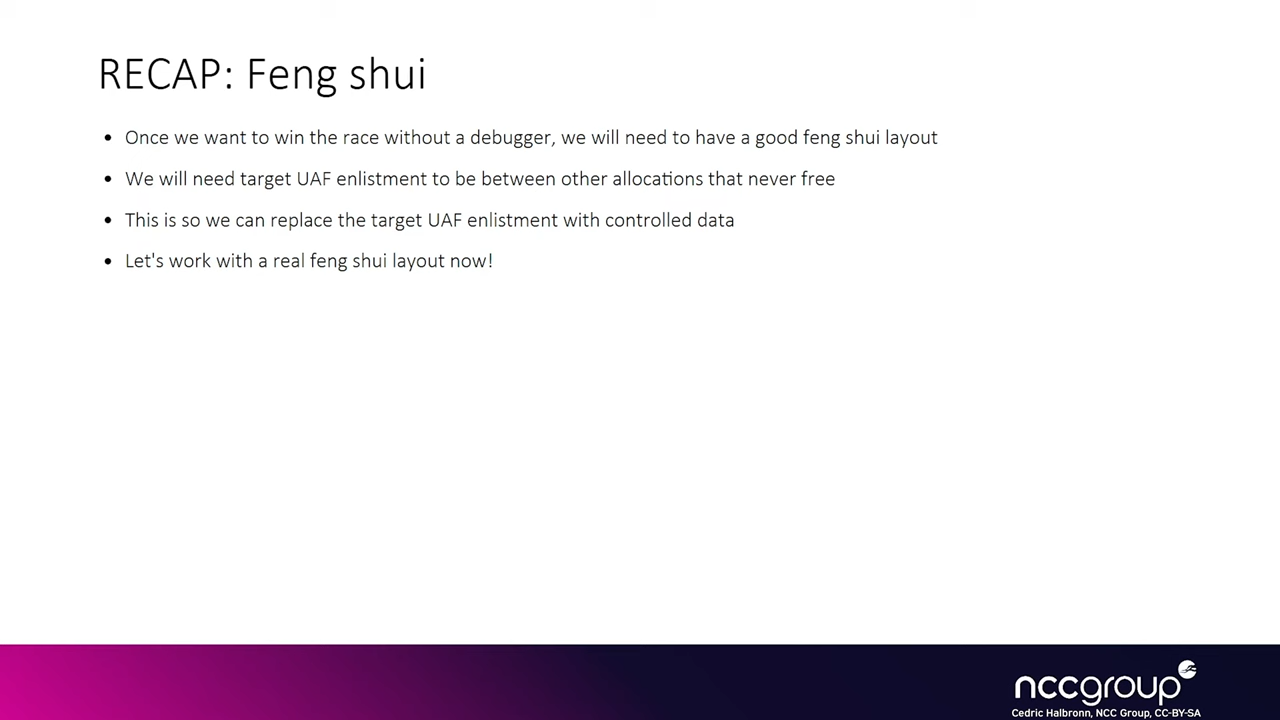 RECAP: Feng shui
• Once we want to win the race without a debugger, we will need to have a good feng shui layout
• We will need target UAF enlistment to be between other allocations that never free
• This is so we can replace the target UAF enlistment with controlled data
• Let's work with a real feng shui layout now!
nccgroup
Cedric Halbronn, NCC Group, CC-BY-SA